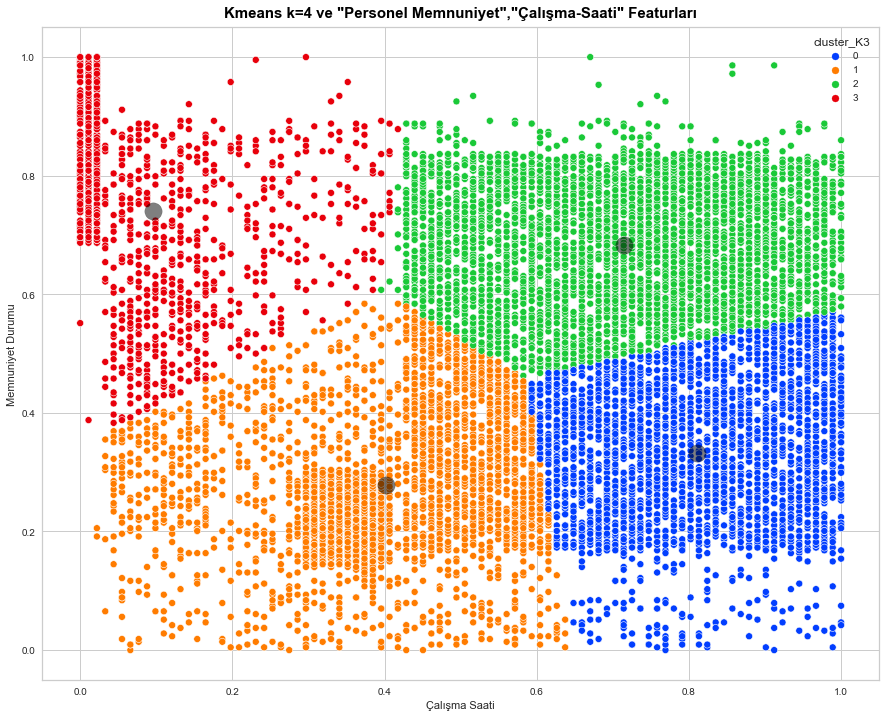 Kmeans k=4 ve "Personel Memnuniyet","Çalışma-Saati" Featurları
cluster_K3
0
1
2
3
1.0
0.8
0.6
0.4
0.2
0.0
Memnuniyet Durumu
0.0 0.2 0.4 0.6 0.8 1.0
Çalışma Saati